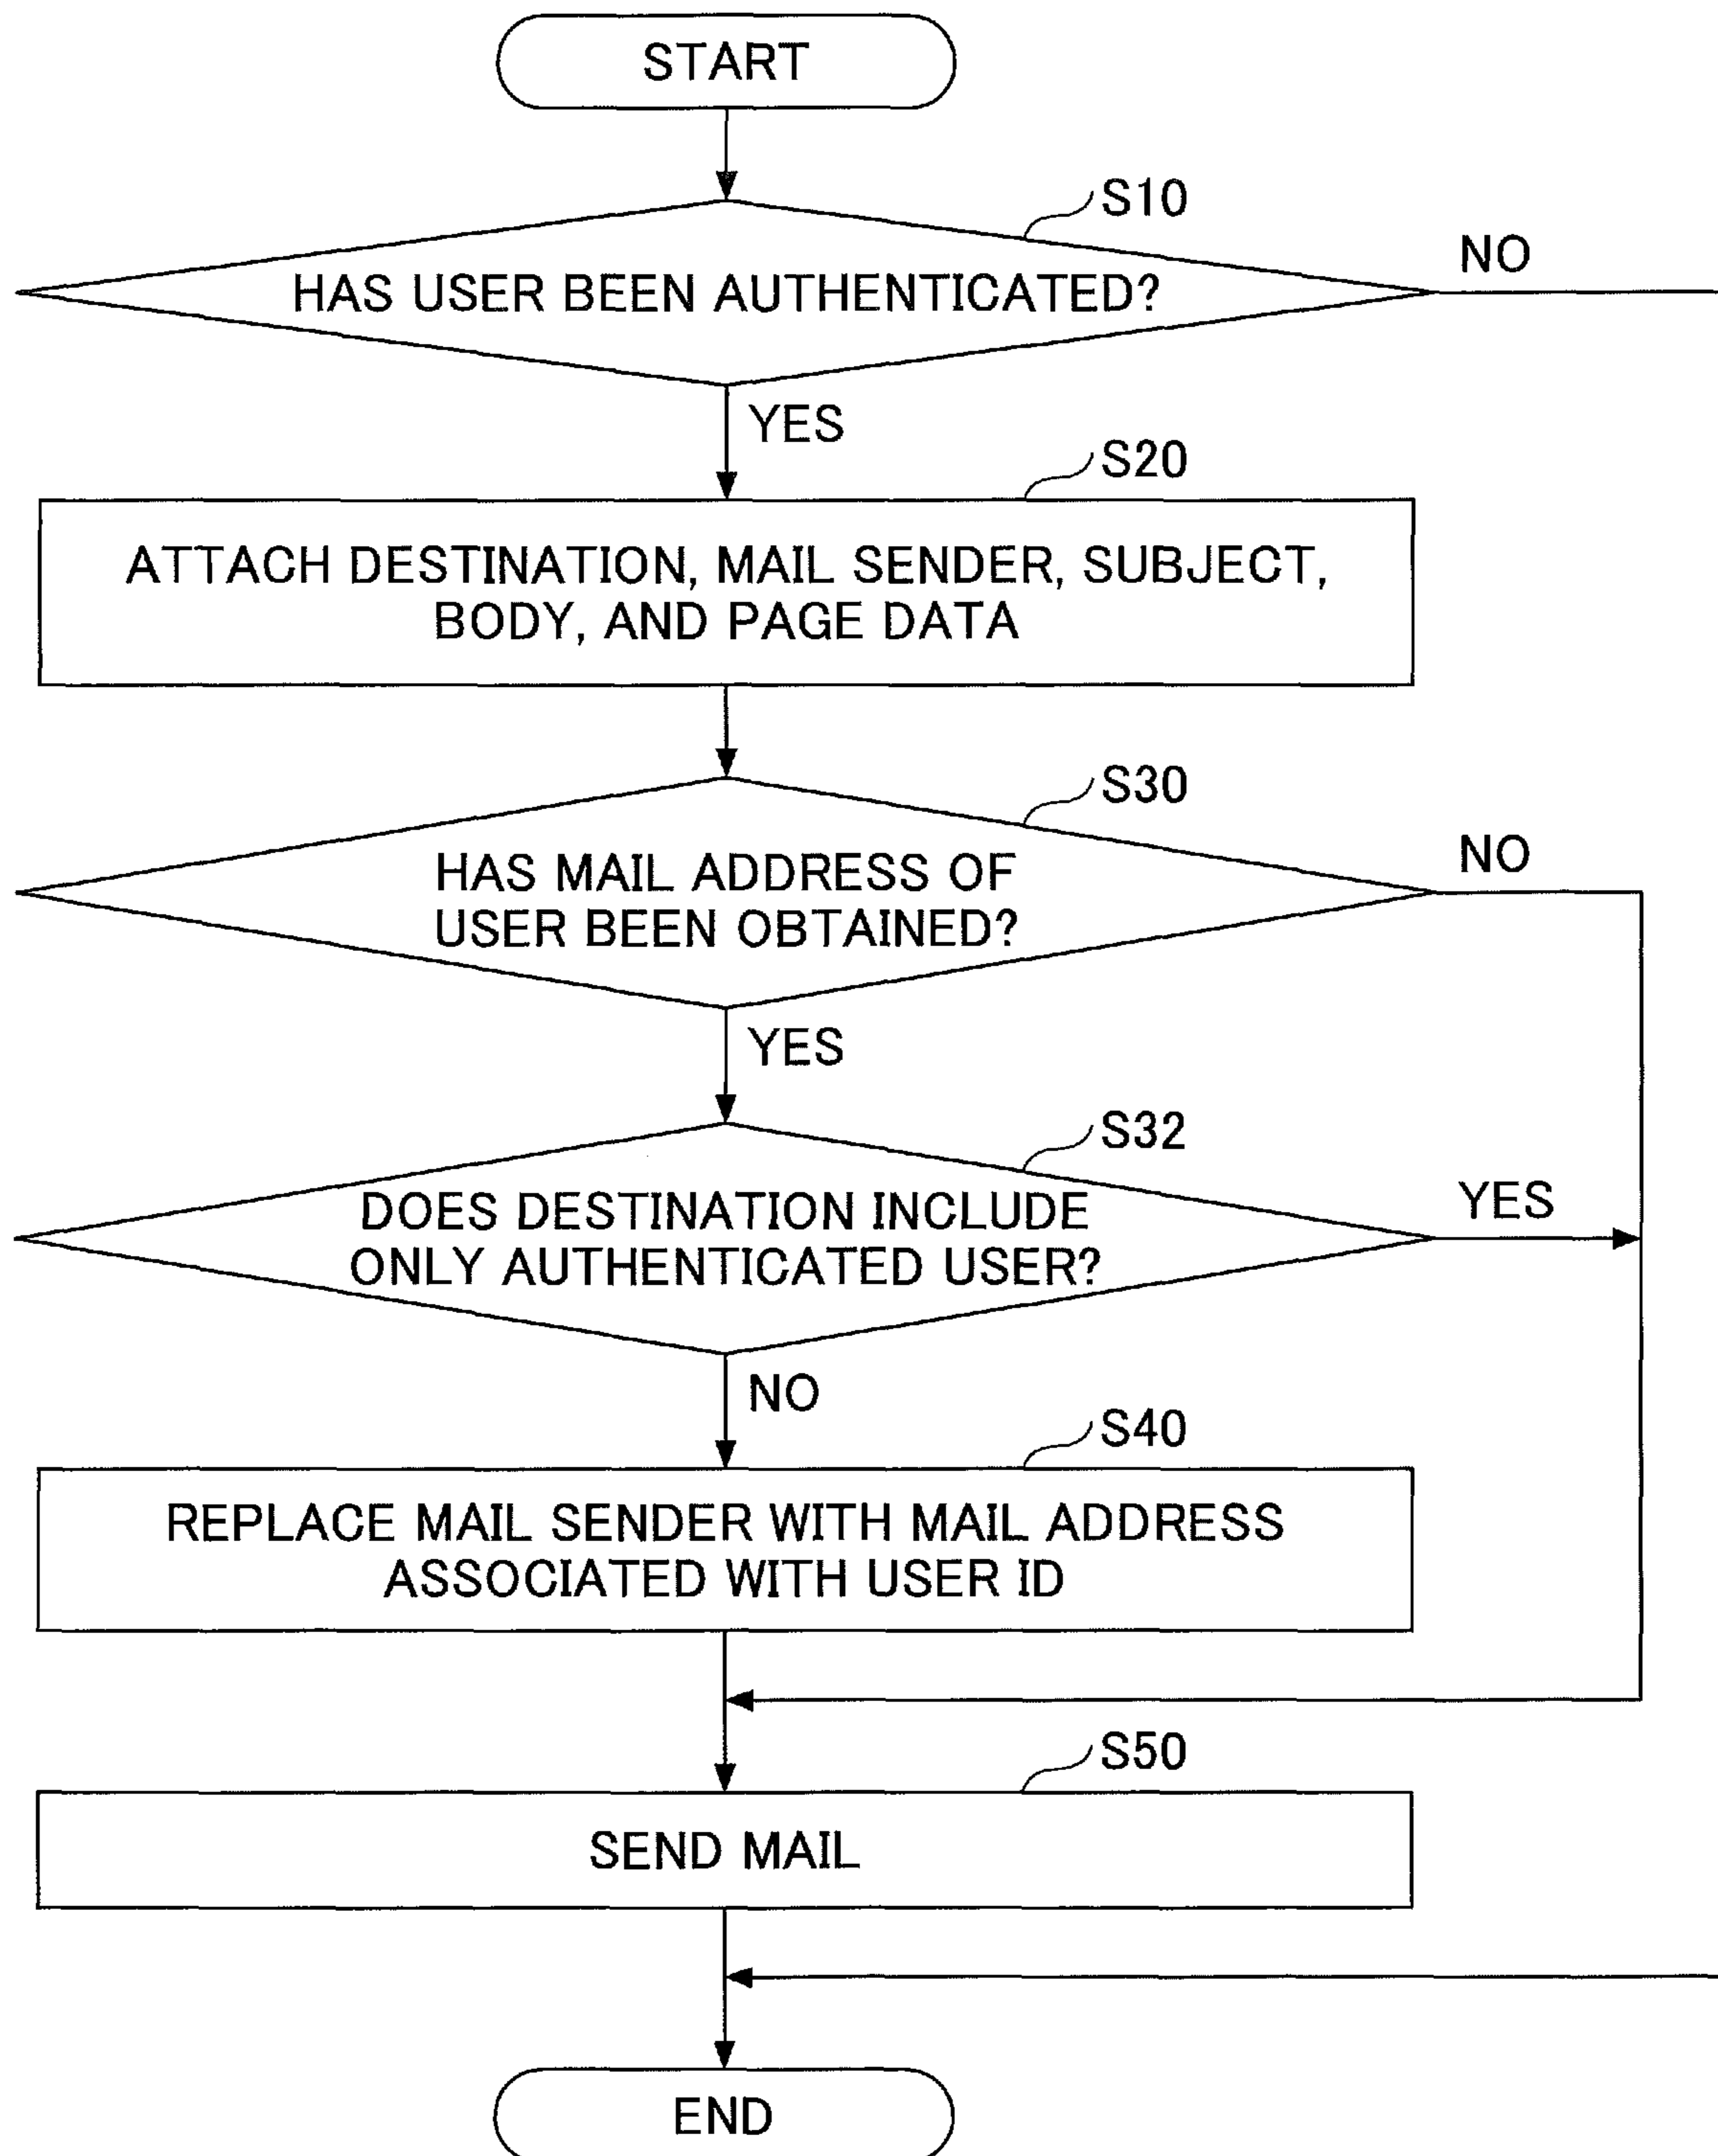 START
S10
HAS USER BEEN AUTHENTICATED?
NO
YES
S20
ATTACH DESTINATION, MAIL SENDER, SUBJECT,
BODY, AND PAGE DATA
S30
HAS MAIL ADDRESS OF
USER BEEN OBTAINED?
NO
YES
S32
DOES DESTINATION INCLUDE
ONLY AUTHENTICATED USER?
YES
NO
S40
REPLACE MAIL SENDER WITH MAIL ADDRESS
ASSOCIATED WITH USER ID
S50
SEND MAIL
END